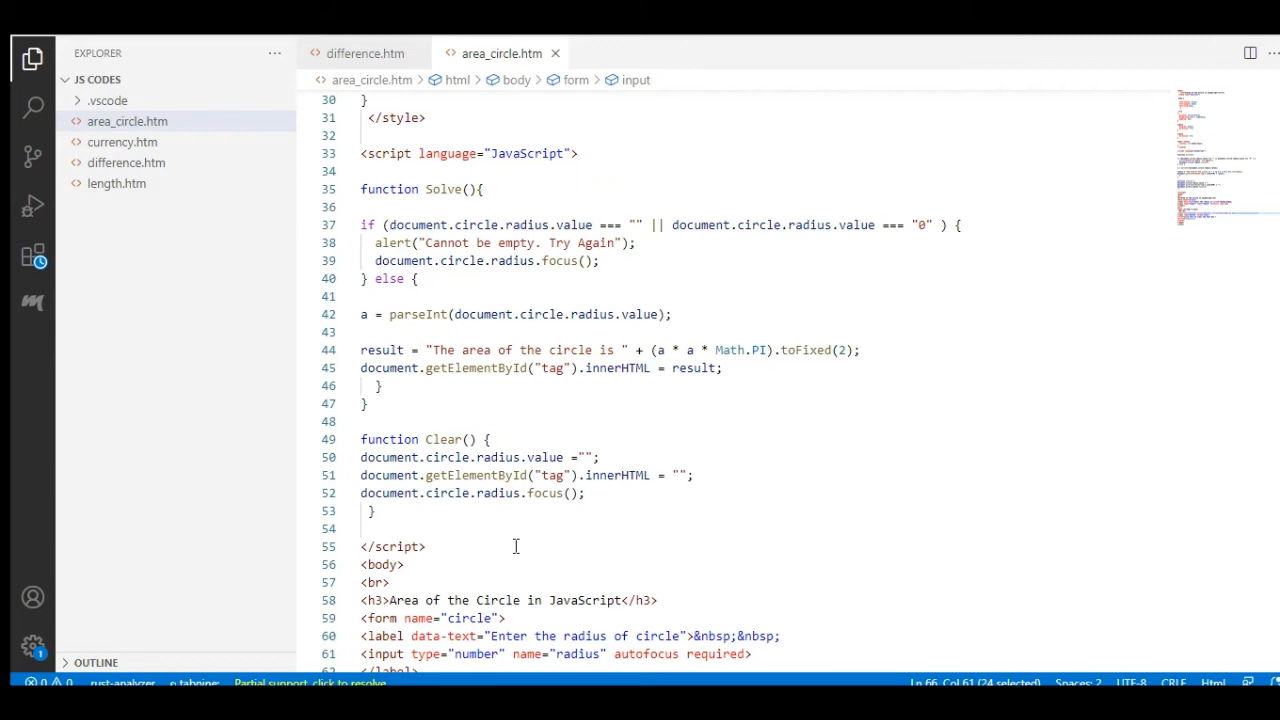 EXPLORER
JS CODES
.vscode
area_circle.htm
currency.htm
difference.htm
length.htm
OUTLINE
difference.htm
area_circle.htm
area_circle.htm html body form input
30 }
31 </style>
32
33 <script language="JavaScript">
34
35 function Solve(){
36
37 if (document.circle.radius.value === "" || document.circle.radius.value === "0" ) {
38 alert("Cannot be empty. Try Again");
39 document.circle.radius.focus();
40 } else {
41
42 a = parseInt(document.circle.radius.value);
43
44 result = "The area of the circle is " + (a * a * Math.PI).toFixed(2);
45 document.getElementById("tag").innerHTML = result;
46 }
47 }
48
49 function Clear() {
50 document.circle.radius.value ="";
51 document.getElementById("tag").innerHTML = "";
52 document.circle.radius.focus();
53 }
54
55 </script>
56 <body>
57 <br>
58 <h3>Area of the Circle in JavaScript</h3>
59 <form name="circle">
60 <label data-text="Enter the radius of circle">&nbsp;&nbsp;
61 <input type="number" name="radius" autofocus required>
62 </label>
1
0 0 rust-analyzer tabnine: Partial support, click to resolve Ln 66, Col 61 (24 selected) Spaces: 2 UTF-8 CRLF Html